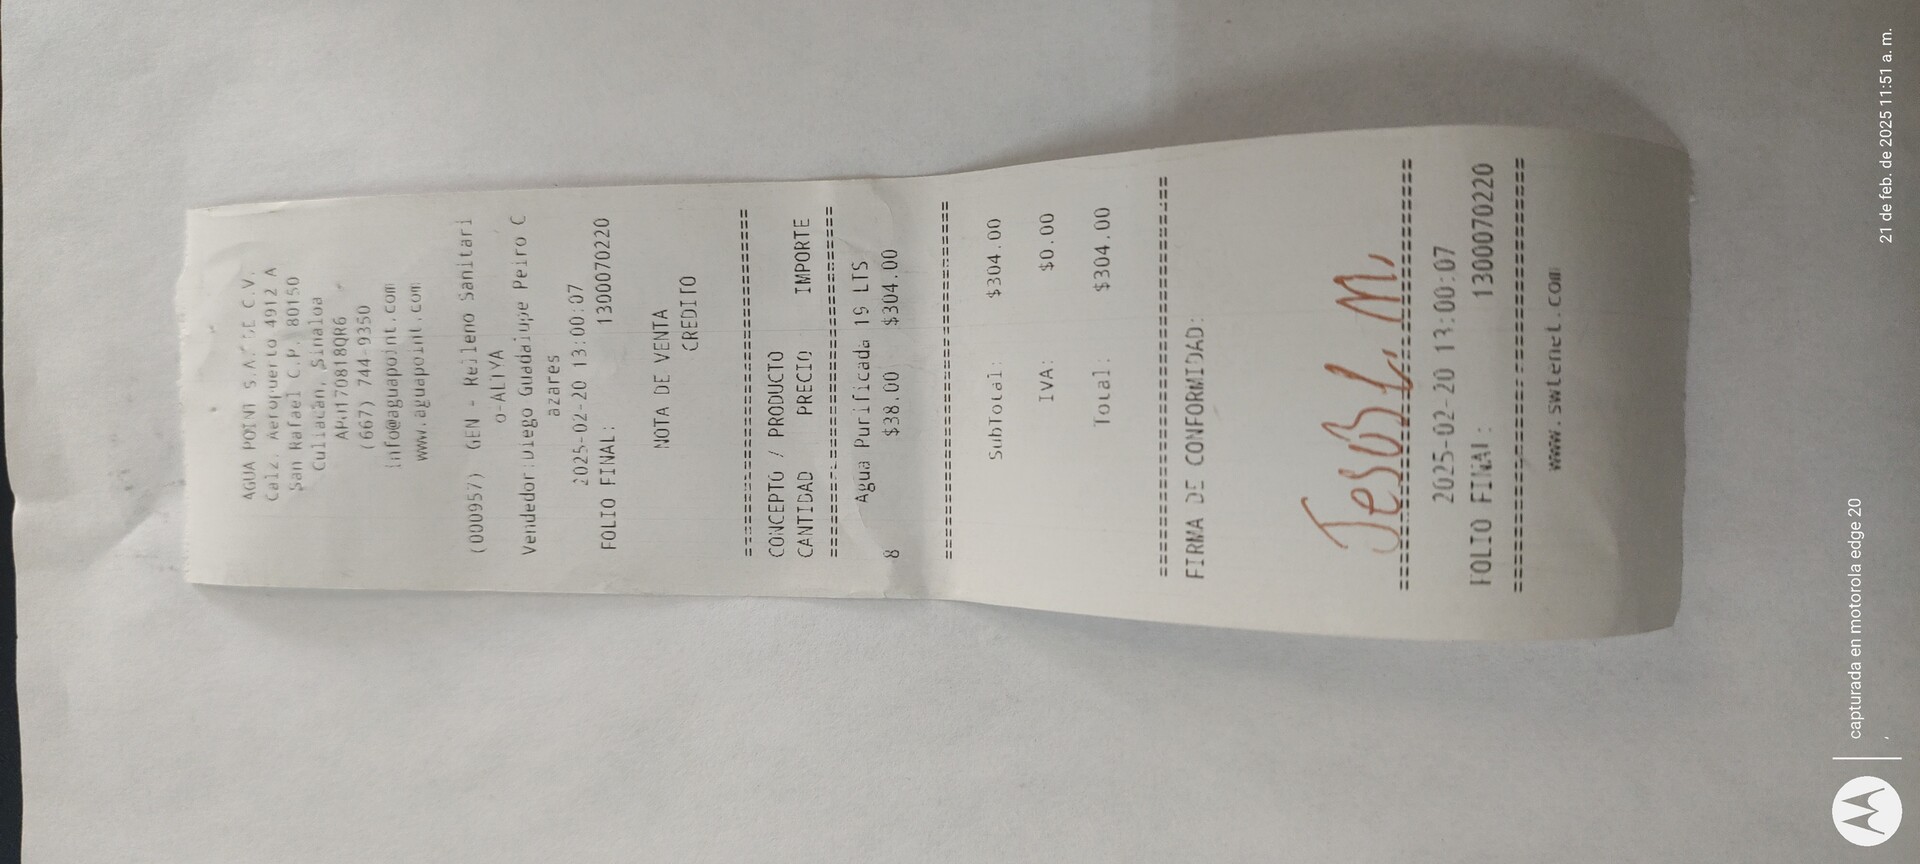 AGUA POINT S.A. DE C.V.
Calz. Aeropuerto 4912 A
San Rafael C.P. 80150
Culiacán, Sinaloa
APO170818QR6
(667) 744-9350
info@aguapoint.com
www.aguapoint.com
(000957) GEN - Relleno Sanitari
o-ALIYA
Vendedor:Diego Guadalupe Peiro C
azares
2025-02-20 13:00:07
FOLIO FINAL: 1300070220
NOTA DE VENTA
CREDITO
================================
CONCEPTO / PRODUCTO
CANTIDAD PRECIO IMPORTE
================================
Agua Purificada 19 LTS
8 $38.00 $304.00
================================
SubTotal: $304.00
IVA: $0.00
Total: $304.00
================================
FIRMA DE CONFORMIDAD:
Jesús L. M.
================================
2025-02-20 13:00:07
FOLIO FINAL: 1300070220
================================
www.swtenet.com
capturada en motorola edge 20
21 de feb. de 2025 11:51 a. m.